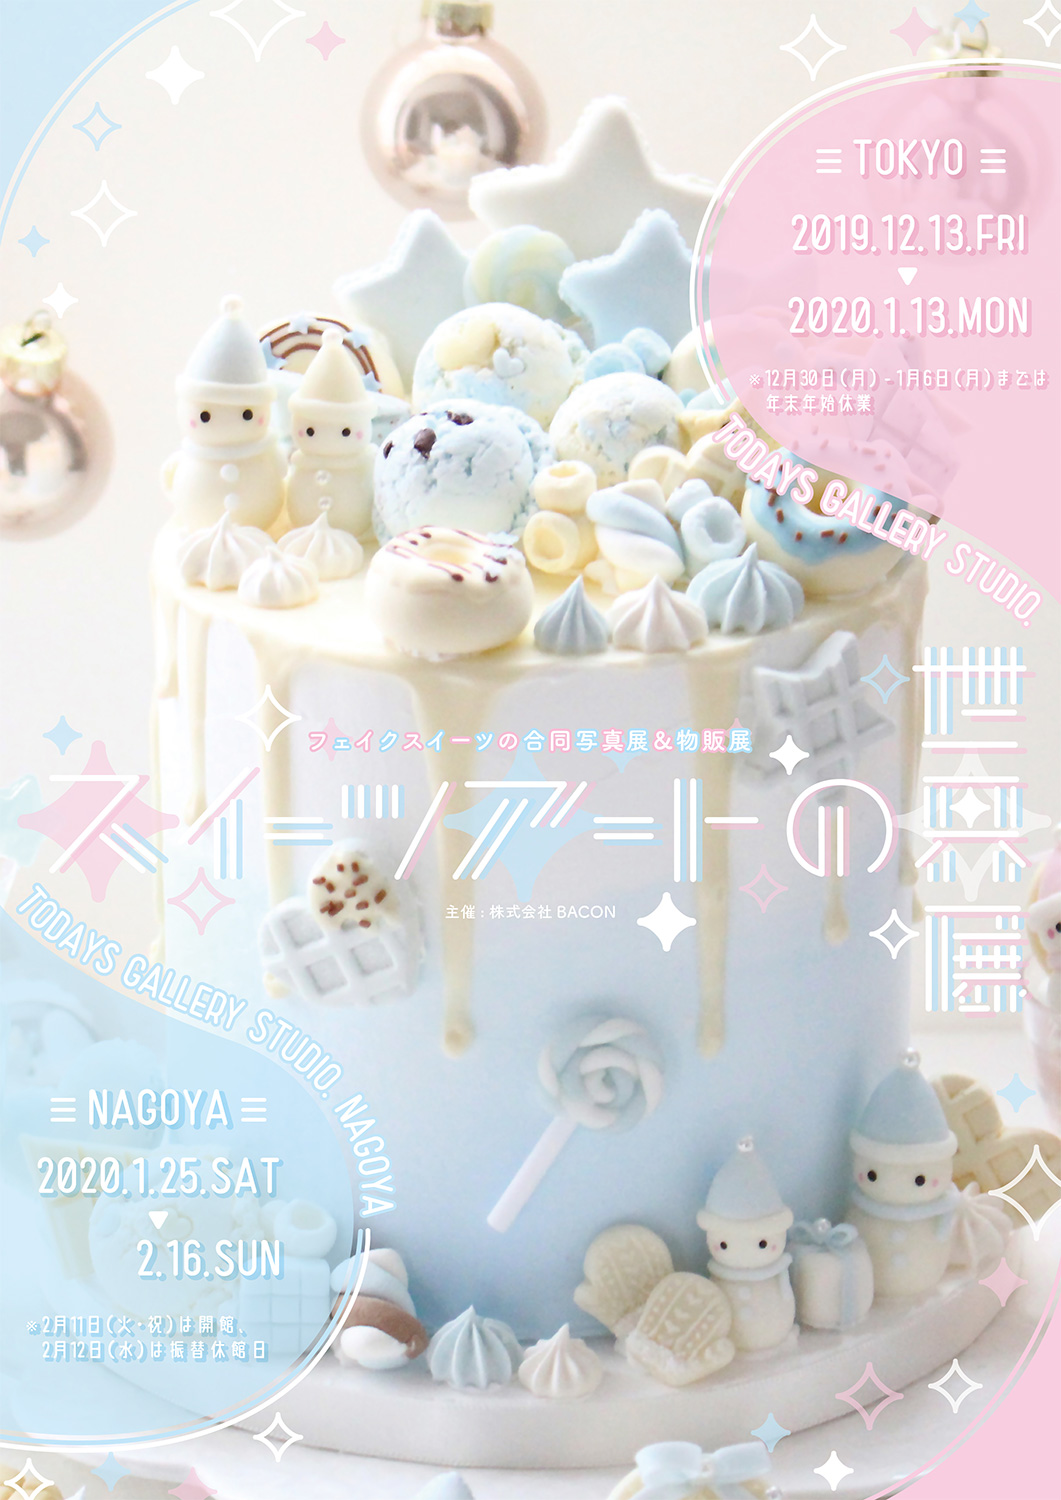 TOKYO
2019.12.13.FRI
2020.1.13.MON
※12月30日(月)-1月6日(月)までは
年末年始休業
TODAYS GALLERY STUDIO.
フェイクスイーツの合同写真展&物販展
スイーツアートの世界展
主催:株式会社BACON
TODAYS GALLERY STUDIO. NAGOYA
NAGOYA
2020.1.25.SAT
2.16.SUN
※2月11日(火・祝)は開館、
2月12日(水)は振替休館日